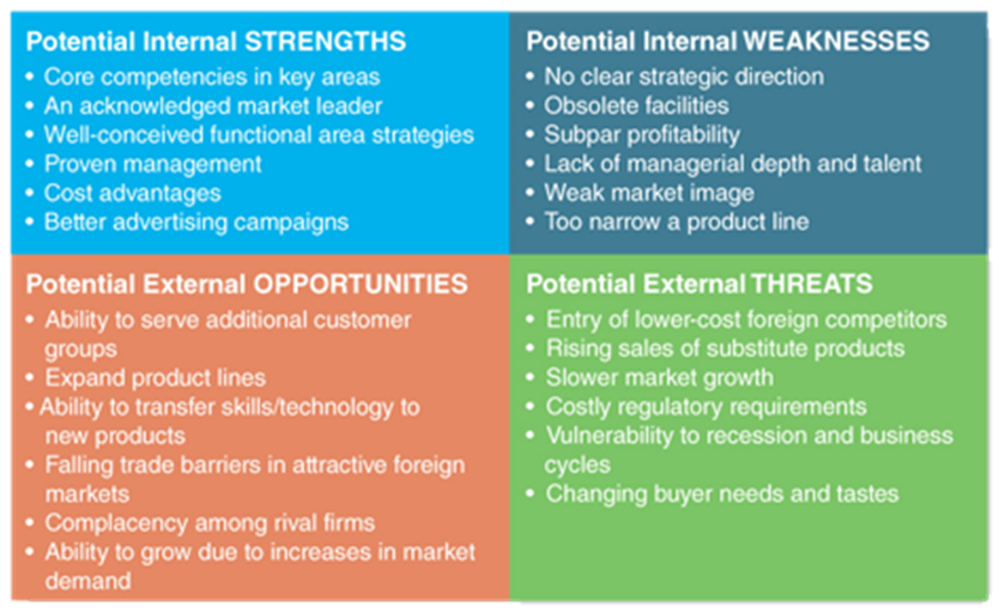 Potential Internal STRENGTHS
• Core competencies in key areas
• An acknowledged market leader
• Well-conceived functional area strategies
• Proven management
• Cost advantages
• Better advertising campaigns
Potential Internal WEAKNESSES
• No clear strategic direction
• Obsolete facilities
• Subpar profitability
• Lack of managerial depth and talent
• Weak market image
• Too narrow a product line
Potential External OPPORTUNITIES
• Ability to serve additional customer
groups
• Expand product lines
• Ability to transfer skills/technology to
new products
• Falling trade barriers in attractive foreign
markets
• Complacency among rival firms
• Ability to grow due to increases in market
demand
Potential External THREATS
• Entry of lower-cost foreign competitors
• Rising sales of substitute products
• Slower market growth
• Costly regulatory requirements
• Vulnerability to recession and business
cycles
• Changing buyer needs and tastes